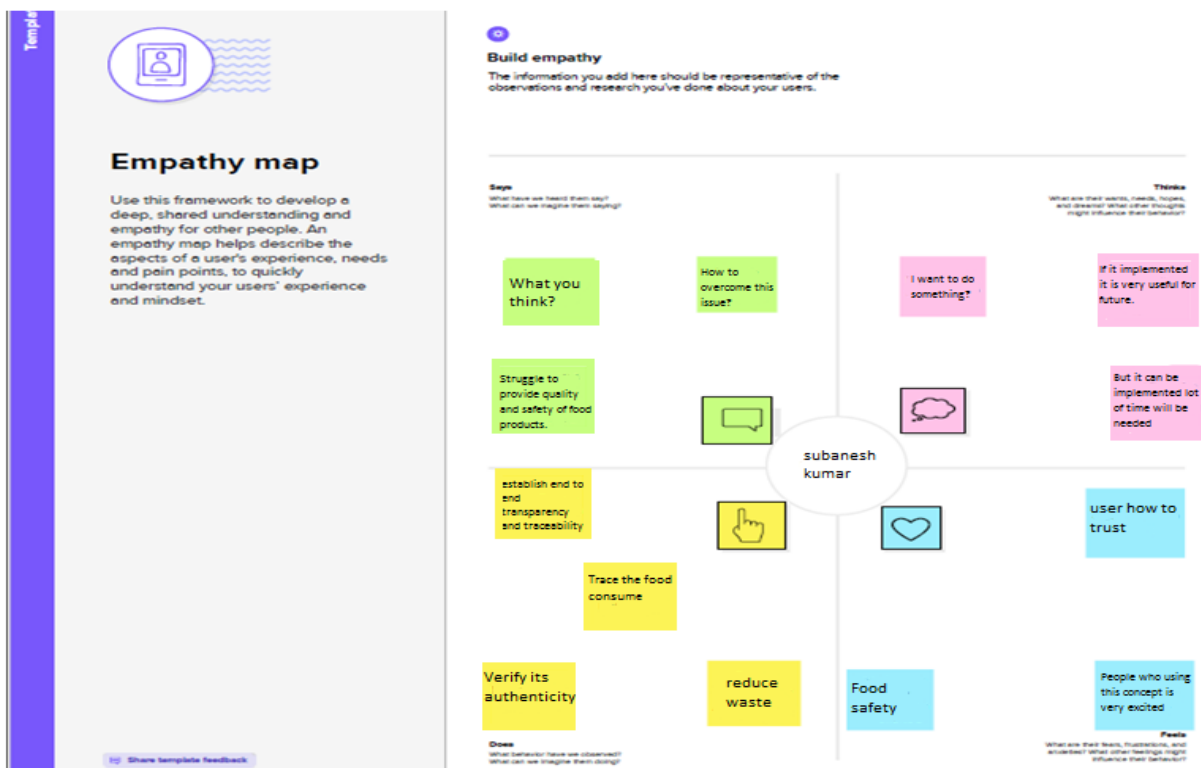 Templa
Empathy map
Use this framework to develop a
deep, shared understanding and
empathy for other people. An
empathy map helps describe the
aspects of a user's experience, needs
and pain points, to quickly
understand your users' experience
and mindset.
Share template feedback
Build empathy
The information you add here should be representative of the
observations and research you've done about your users.
Says
What have we heard them say?
What can we imagine them saying?
What you
think?
How to
overcome this
issue?
Struggle to
provide quality
and safety of food
products.
Thinks
What are their wants, needs, hopes,
and dreams? What other thoughts
might influence their behavior?
I want to do
something?
If it implemented
it is very useful for
future.
But it can be
implemented lot
of time will be
needed
subanesh
kumar
establish end to
end
transparency
and traceability
Trace the food
consume
Verify its
authenticity
reduce
waste
Does
What behavior have we observed?
What can we imagine them doing?
user how to
trust
Food
safety
People who using
this concept is
very excited
Feels
What are their fears, frustrations, and
anxieties? What other feelings might
influence their behavior?